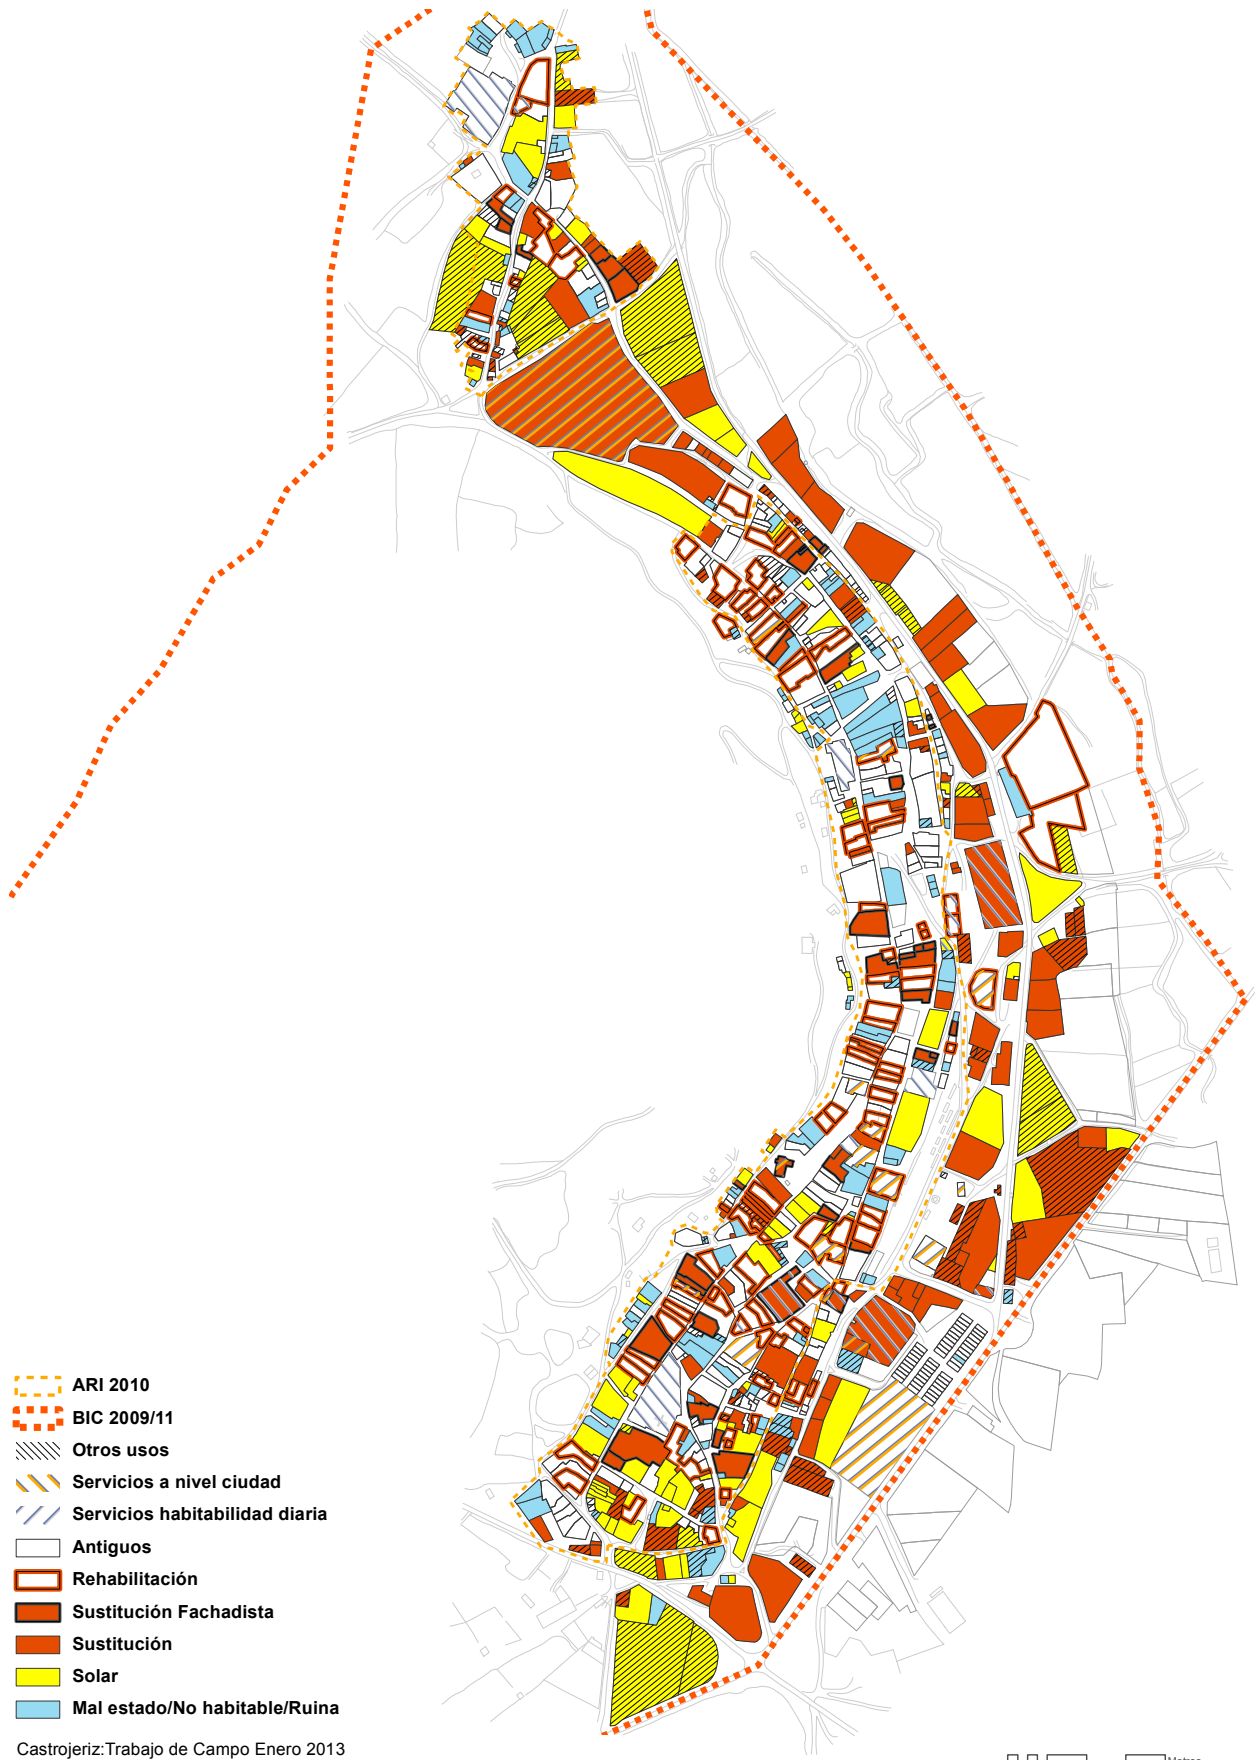 ARI 2010
BIC 2009/11
Otros usos
Servicios a nivel ciudad
Servicios habitabilidad diaria
Antiguos
Rehabilitación
Sustitución Fachadista
Sustitución
Solar
Mal estado/No habitable/Ruina
Castrojeriz:Trabajo de Campo Enero 2013
Metros